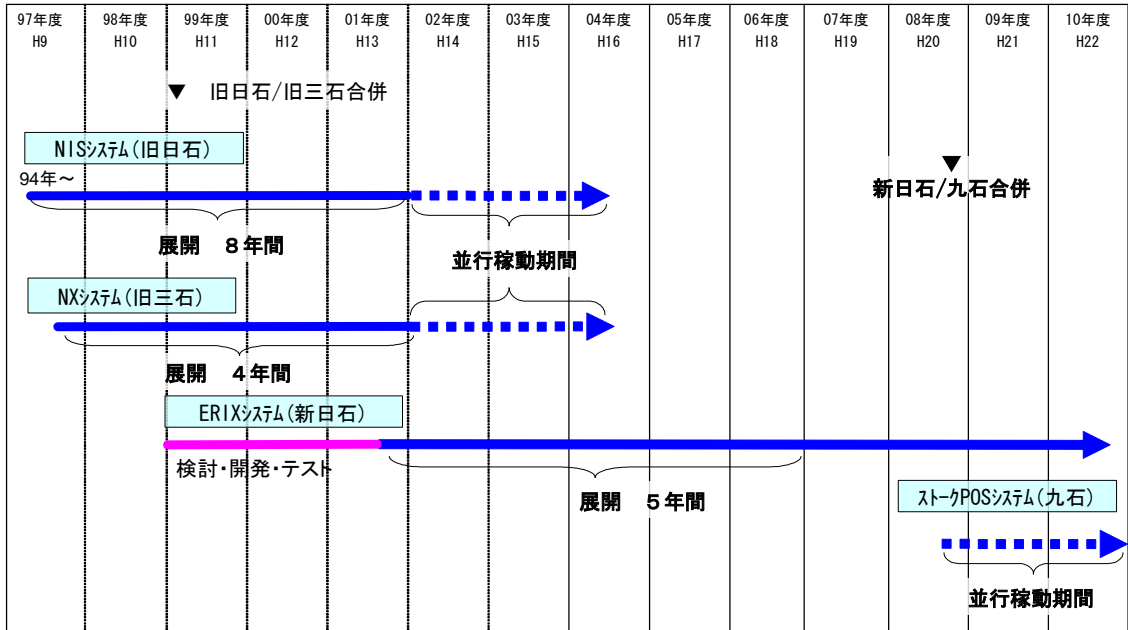 97年度 98年度 99年度 00年度 01年度 02年度 03年度 04年度 05年度 06年度 07年度 08年度 09年度 10年度
H9 H10 H11 H12 H13 H14 H15 H16 H17 H18 H19 H20 H21 H22
▼ 旧日石/旧三石合併
NISシステム(旧日石)
94年～
▼
新日石/九石合併
展開 8年間
並行稼動期間
NXシステム(旧三石)
展開 4年間
ERIXシステム(新日石)
検討・開発・テスト
展開 5年間
ストークPOSシステム(九石)
並行稼動期間